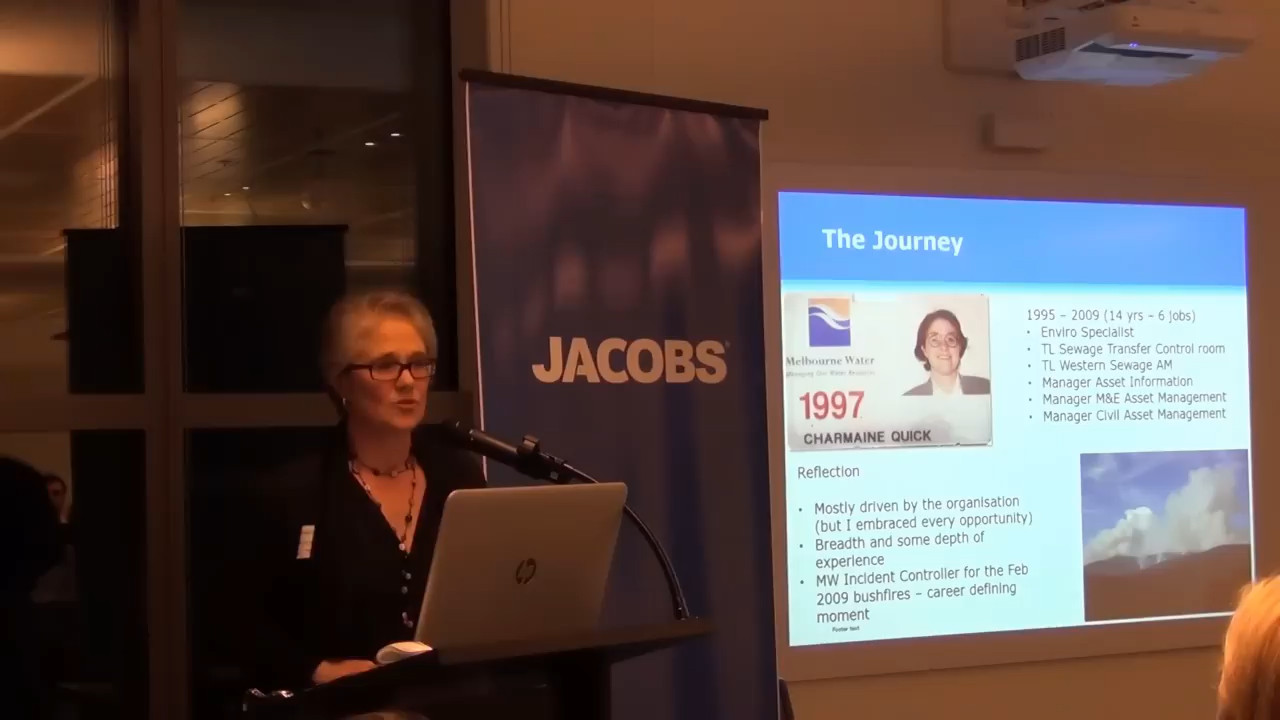 JACOBS
The Journey
Melbourne Water
1997
CHARMAINE QUICK
1995 – 2009 (14 yrs – 6 jobs)
• Enviro Specialist
• TL Sewage Transfer Control room
• TL Western Sewage AM
• Manager Asset Information
• Manager M&E Asset Management
• Manager Civil Asset Management
Reflection
• Mostly driven by the organisation
(but I embraced every opportunity)
• Breadth and some depth of
experience
• MW Incident Controller for the Feb
2009 bushfires – career defining
moment
Footer text
hp